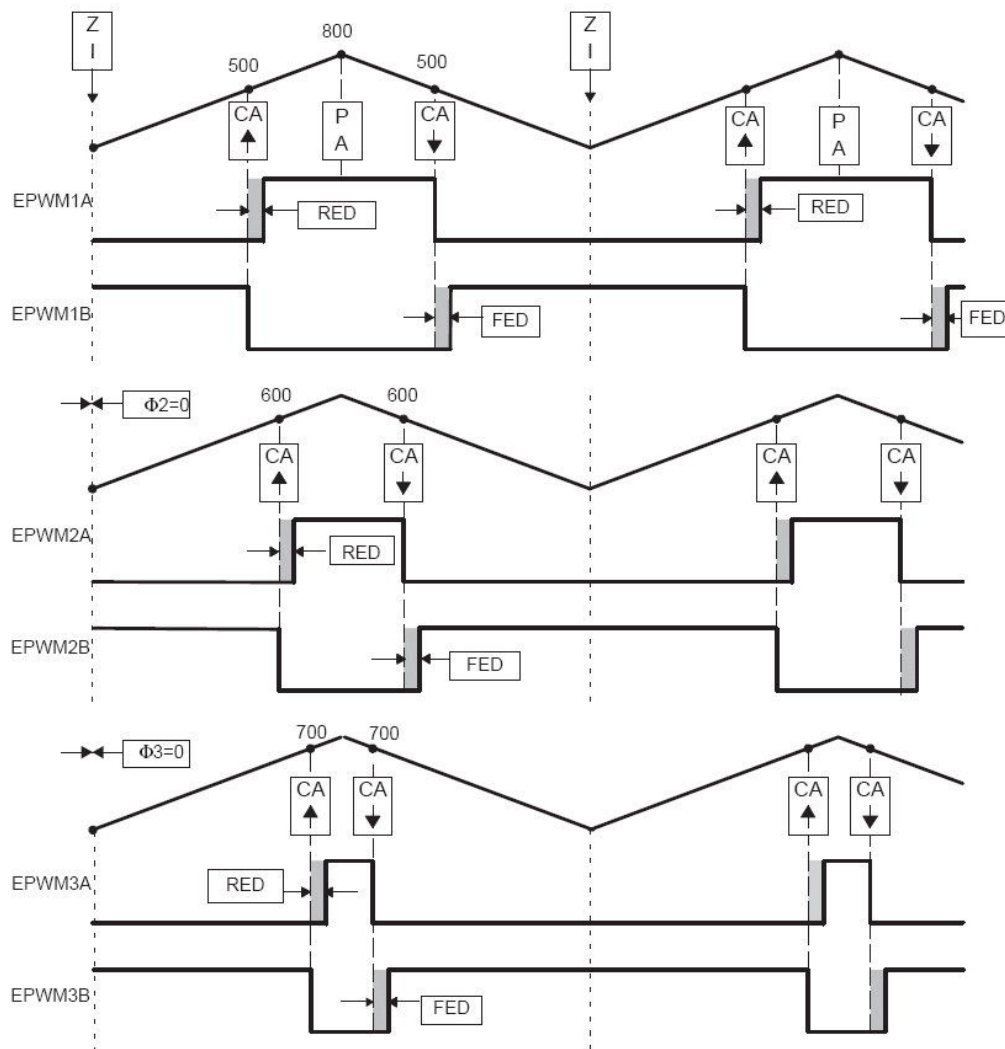 Z
I
800
Z
I
500
500
CA
P
A
CA
CA
P
A
CA
EPWM1A
RED
RED
EPWM1B
FED
FED
Φ2=0
600
600
CA
CA
CA
CA
EPWM2A
RED
EPWM2B
FED
Φ3=0
700
700
CA
CA
CA
CA
EPWM3A
RED
EPWM3B
FED